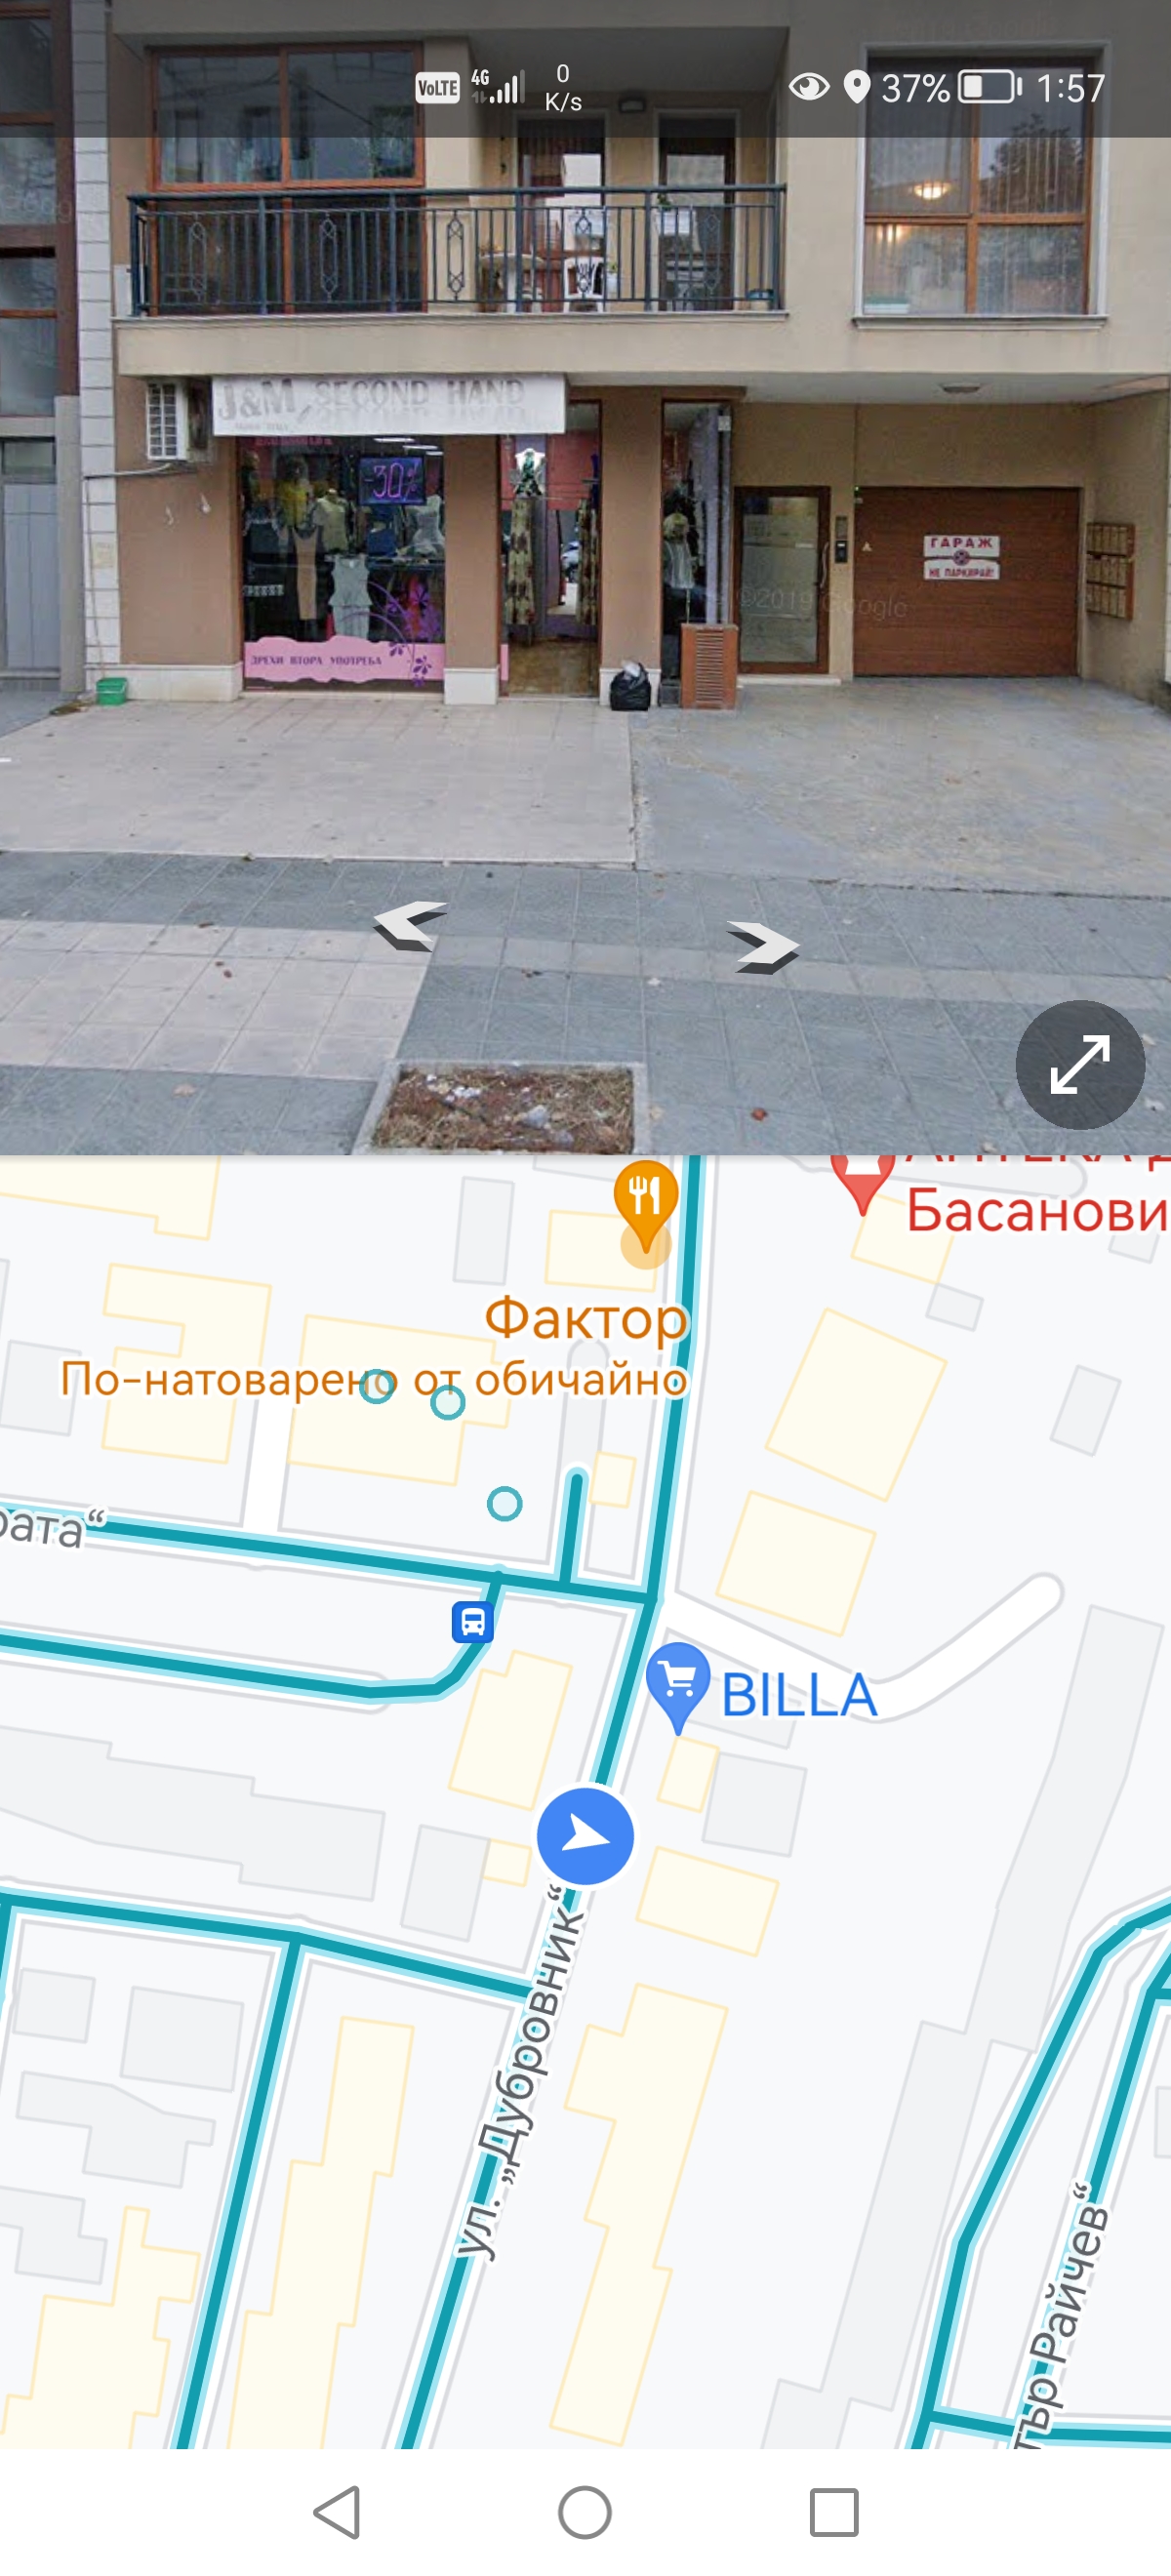 VoLTE 4G 0 K/s 37% 1:57
J&M SECOND HAND
-30%
ГАРАЖ
НЕ ПАРКИРАЙ!
©2019 Google
ДРЕХИ ВТОРА УПОТРЕБА
Басанови
Фактор
По-натоварено от обичайно
рата“
BILLA
ул. „Дубровник“
тър Райчев“